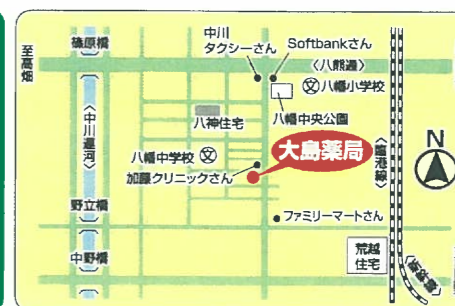 至高畑
篠原橋
〈中川運河〉
野立橋
中野橋
中川
タクシーさん
Softbankさん
〈八熊通〉
八幡小学校
八神住宅
八幡中央公園
八幡中学校
加藤クリニックさん
大島薬局
ファミリーマートさん
荒越
住宅
〈臨港線〉
N